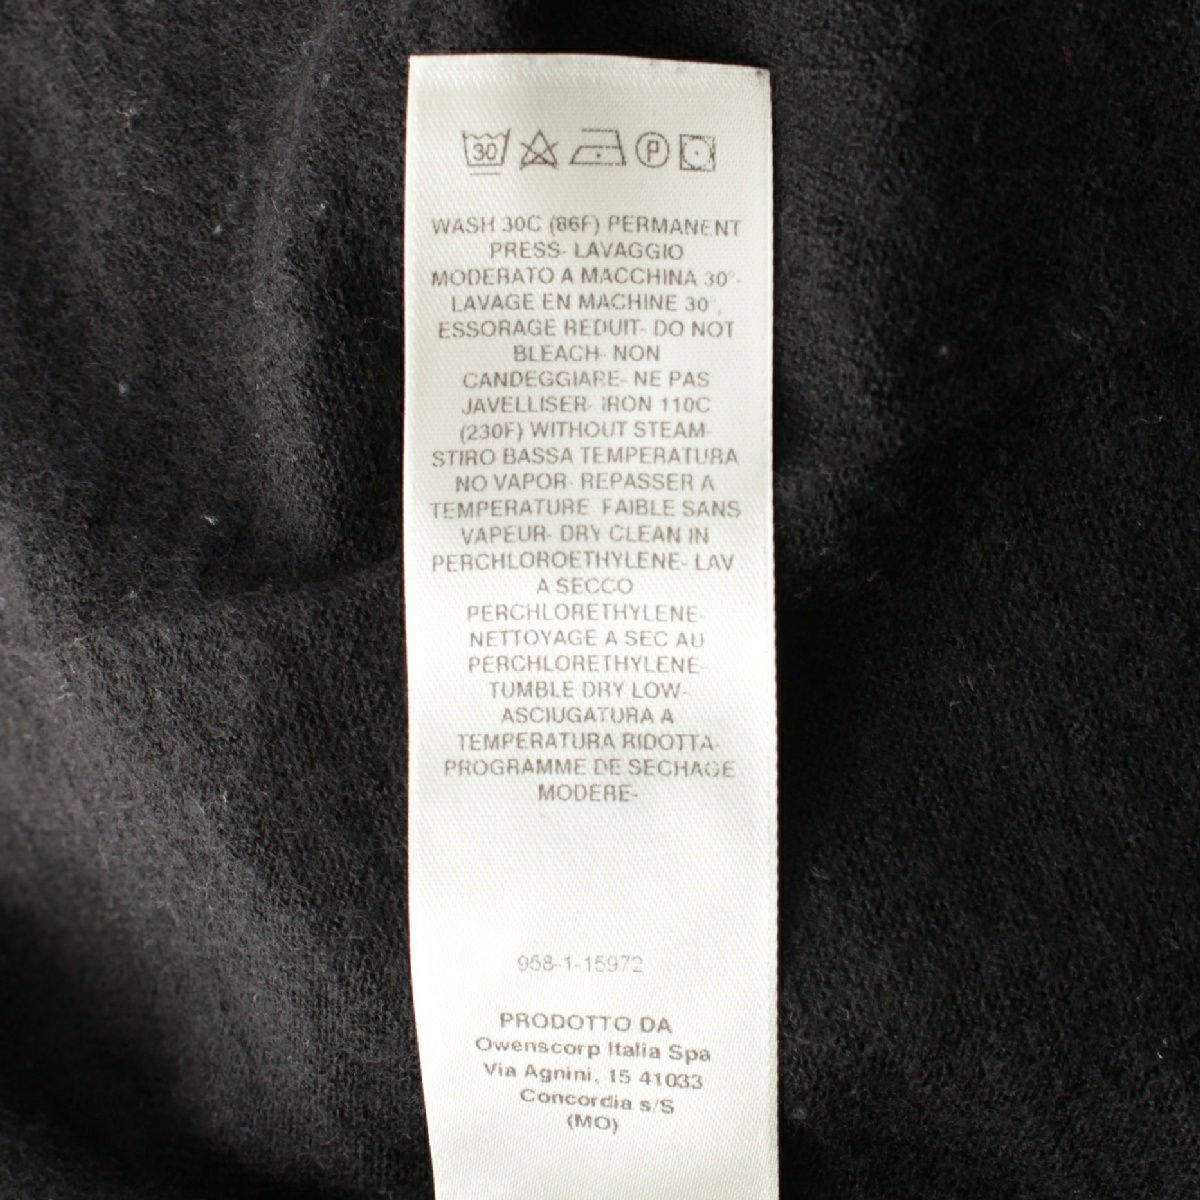 30 P
WASH 30C (86F) PERMANENT
PRESS- LAVAGGIO
MODERATO A MACCHINA 30°-
LAVAGE EN MACHINE 30°,
ESSORAGE REDUIT- DO NOT
BLEACH- NON
CANDEGGIARE- NE PAS
JAVELLISER- IRON 110C
(230F) WITHOUT STEAM-
STIRO BASSA TEMPERATURA
NO VAPOR- REPASSER A
TEMPERATURE FAIBLE SANS
VAPEUR- DRY CLEAN IN
PERCHLOROETHYLENE- LAV
A SECCO
PERCHLORETHYLENE-
NETTOYAGE A SEC AU
PERCHLORETHYLENE-
TUMBLE DRY LOW-
ASCIUGATURA A
TEMPERATURA RIDOTTA-
PROGRAMME DE SECHAGE
MODERE-
958-1-15972
PRODOTTO DA
Owenscorp Italia Spa
Via Agnini, 15 41033
Concordia s/S
(MO)